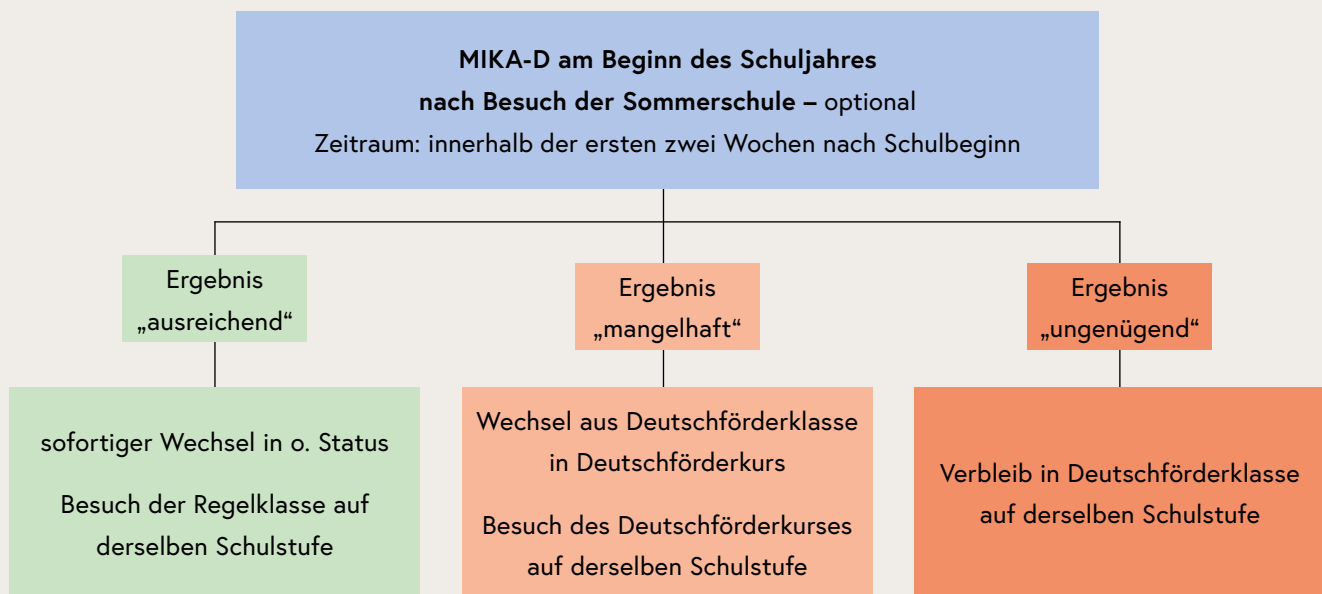 MIKA-D am Beginn des Schuljahres
nach Besuch der Sommerschule – optional
Zeitraum: innerhalb der ersten zwei Wochen nach Schulbeginn
Ergebnis
„ausreichend“
Ergebnis
„mangelhaft“
Ergebnis
„ungenügend“
sofortiger Wechsel in o. Status
Besuch der Regelklasse auf
derselben Schulstufe
Wechsel aus Deutschförderklasse
in Deutschförderkurs
Besuch des Deutschförderkurses
auf derselben Schulstufe
Verbleib in Deutschförderklasse
auf derselben Schulstufe